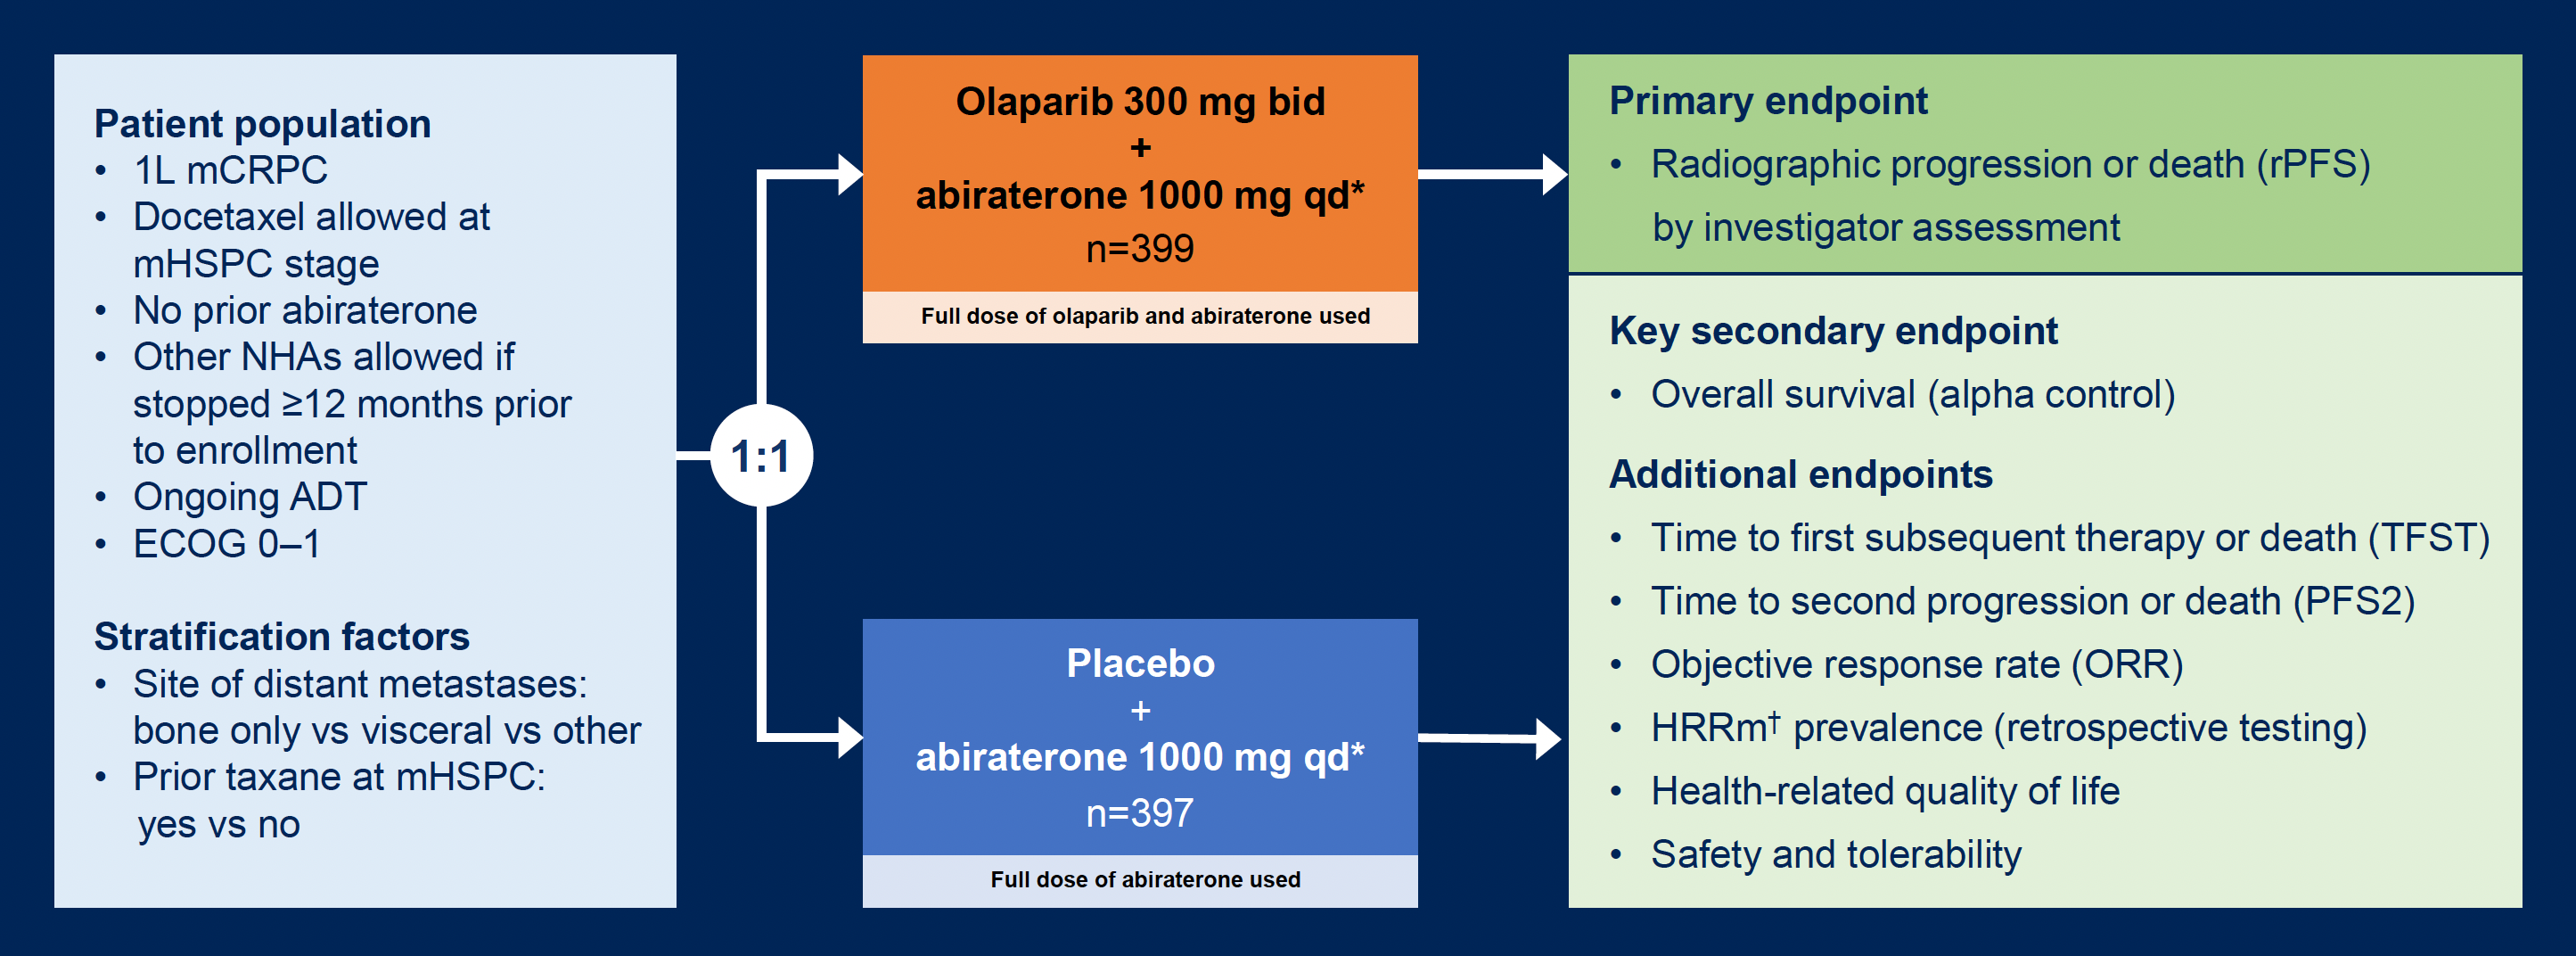 Patient population
• 1L mCRPC
• Docetaxel allowed at
mHSPC stage
• No prior abiraterone
• Other NHAs allowed if
stopped ≥12 months prior
to enrollment
• Ongoing ADT
• ECOG 0–1
Stratification factors
• Site of distant metastases:
bone only vs visceral vs other
• Prior taxane at mHSPC:
yes vs no
1:1
Olaparib 300 mg bid
+
abiraterone 1000 mg qd*
n=399
Full dose of olaparib and abiraterone used
Placebo
+
abiraterone 1000 mg qd*
n=397
Full dose of abiraterone used
Primary endpoint
• Radiographic progression or death (rPFS)
by investigator assessment
Key secondary endpoint
• Overall survival (alpha control)
Additional endpoints
• Time to first subsequent therapy or death (TFST)
• Time to second progression or death (PFS2)
• Objective response rate (ORR)
• HRRm† prevalence (retrospective testing)
• Health-related quality of life
• Safety and tolerability